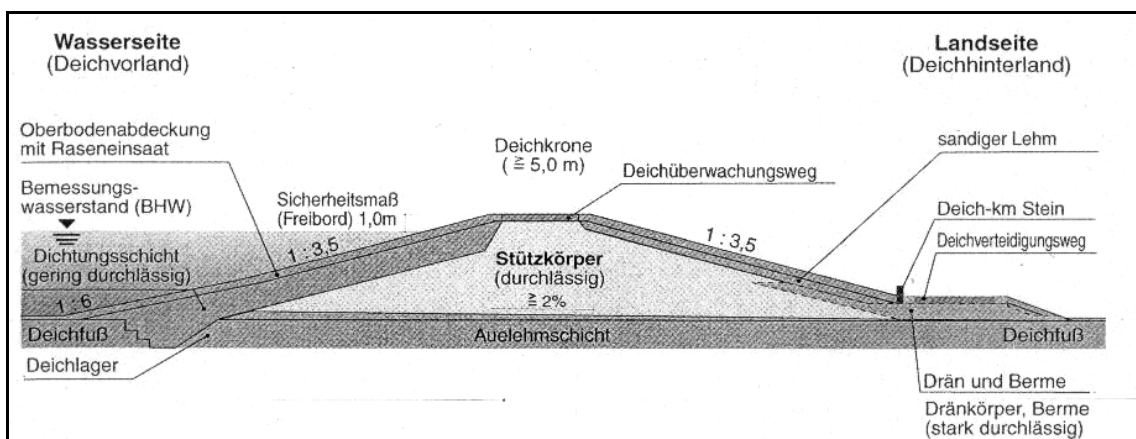 Wasserseite
(Deichvorland)
Landseite
(Deichhinterland)
Oberbodenabdeckung
mit Raseneinsaat
Deichkrone
(≧ 5,0 m)
sandiger Lehm
Bemessungs-
wasserstand (BHW)
Sicherheitsmaß
(Freibord) 1,0m
Deichüberwachungsweg
Deich-km Stein
Dichtungsschicht
(gering durchlässig)
1 : 3,5
Stützkörper
(durchlässig)
≧ 2%
1 : 3,5
Deichverteidigungsweg
1 : 6
Deichfuß
Auelehmschicht
Deichfuß
Deichlager
Drän und Berme
Dränkörper, Berme
(stark durchlässig)